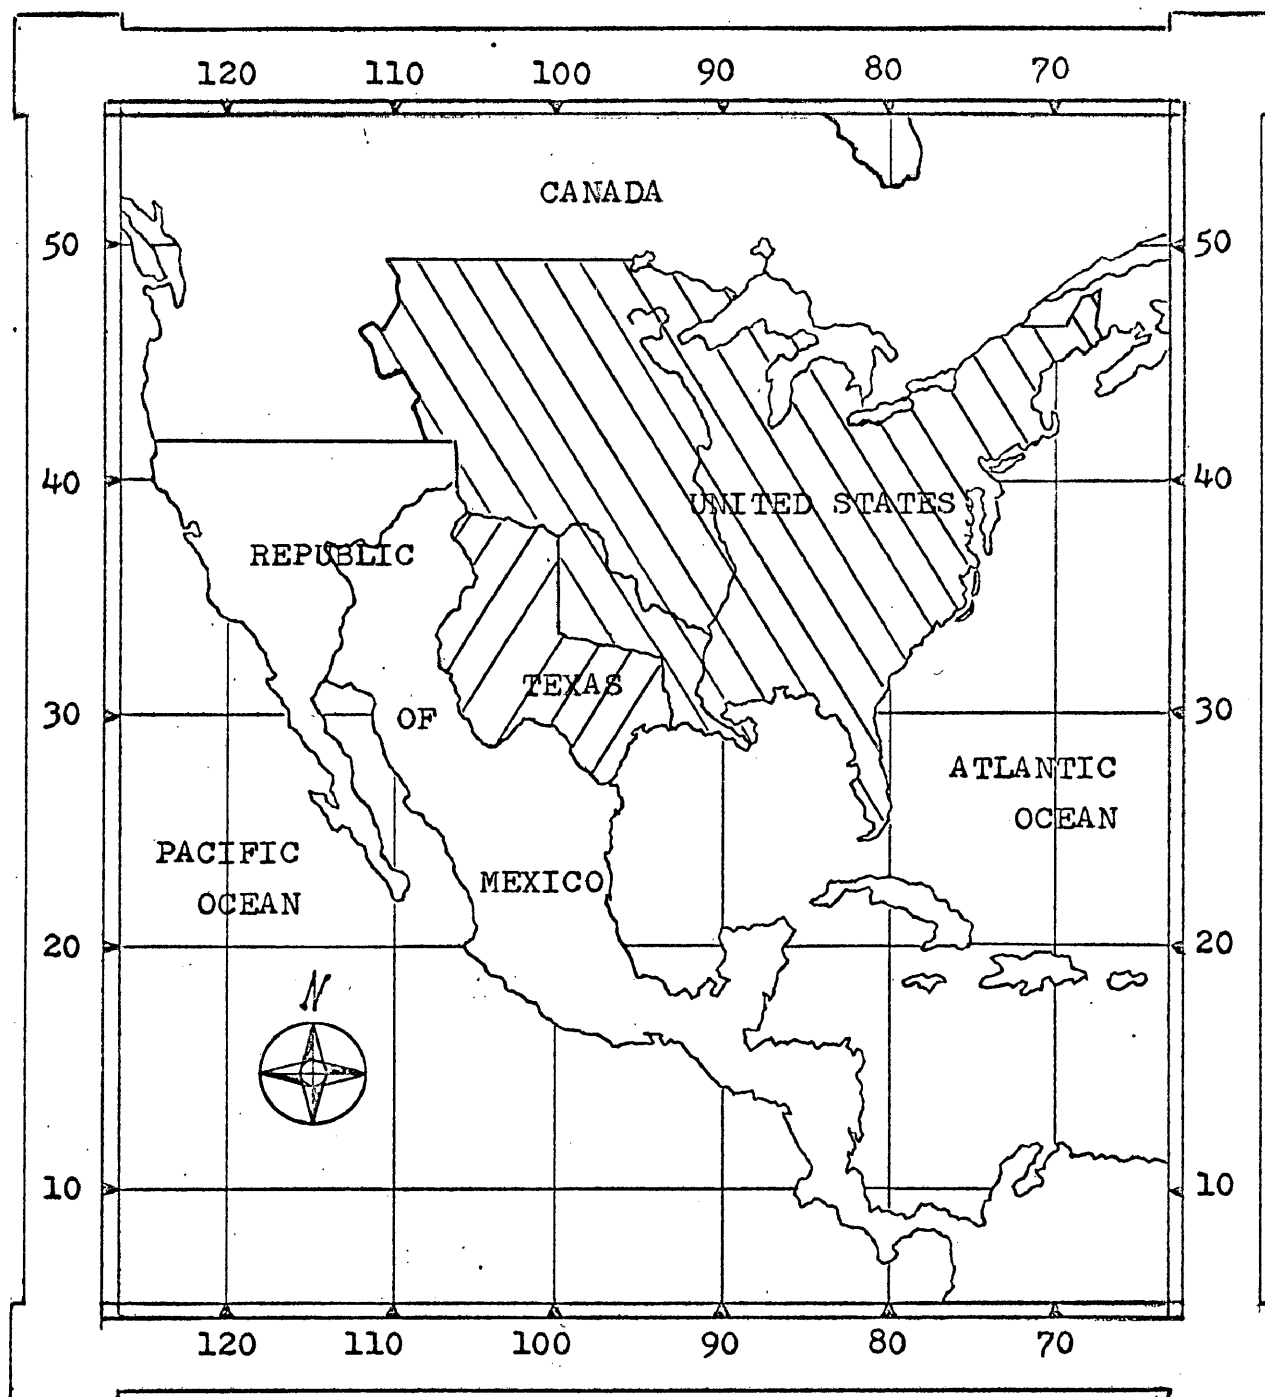 120 110 100 90 80 70
CANADA
50 50
40 40
UNITED STATES
REPUBLIC
TEXAS
30 OF 30
ATLANTIC
OCEAN
PACIFIC
OCEAN
MEXICO
20 20
N
10 10
120 110 100 90 80 70